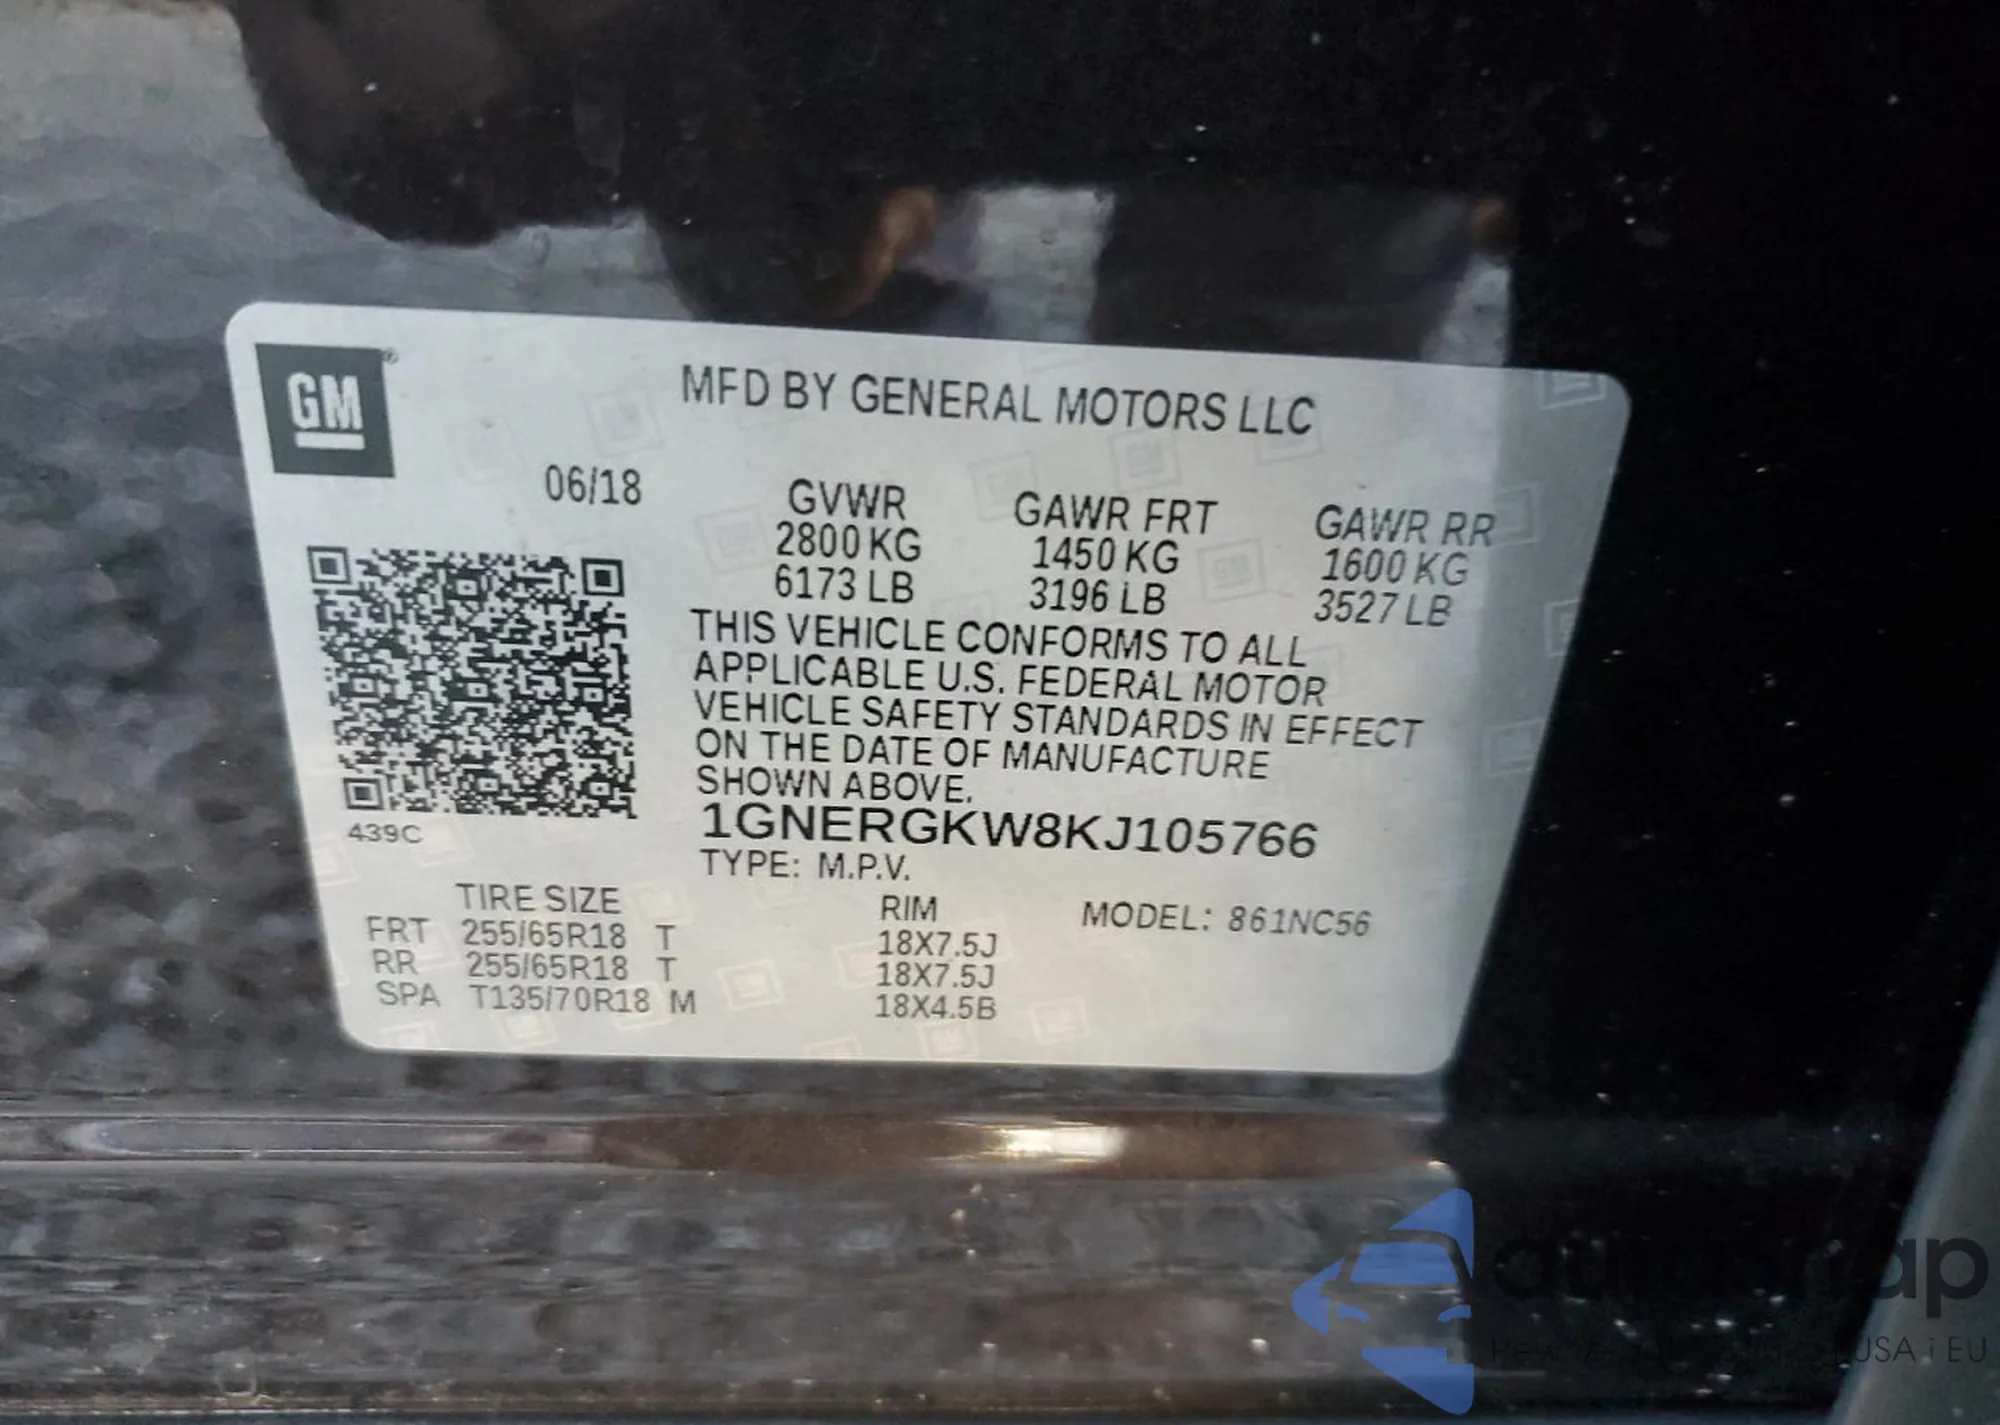 GM
MFD BY GENERAL MOTORS LLC
06/18
GVWR GAWR FRT GAWR RR
2800 KG 1450 KG 1600 KG
6173 LB 3196 LB 3527 LB
THIS VEHICLE CONFORMS TO ALL
APPLICABLE U.S. FEDERAL MOTOR
VEHICLE SAFETY STANDARDS IN EFFECT
ON THE DATE OF MANUFACTURE
SHOWN ABOVE.
1GNERGKW8KJ105766
439C
TYPE: M.P.V.
TIRE SIZE RIM MODEL: 861NC56
FRT 255/65R18 T 18X7.5J
RR 255/65R18 T 18X7.5J
SPA T135/70R18 M 18X4.5B
USA i EU